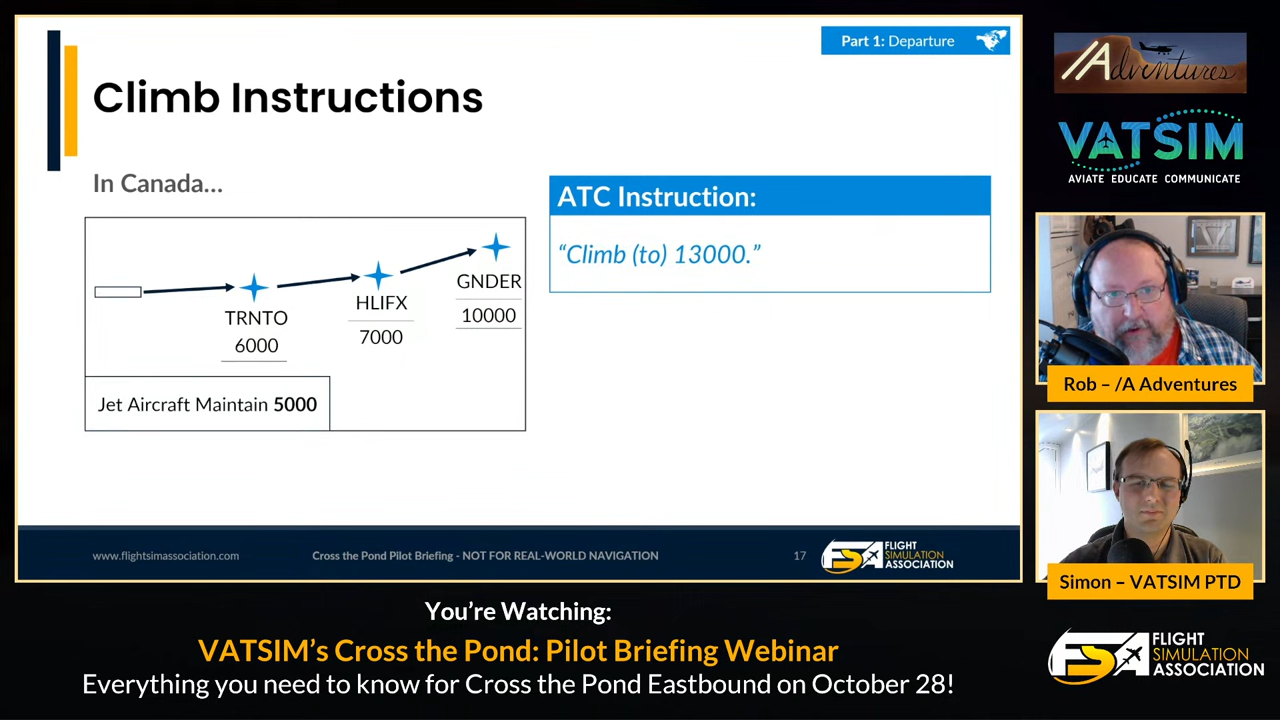 Part 1: Departure
Climb Instructions
In Canada...
TRNTO
6000
HLIFX
7000
GNDER
10000
Jet Aircraft Maintain 5000
ATC Instruction:
“Climb (to) 13000.”
www.flightsimassociation.com
Cross the Pond Pilot Briefing - NOT FOR REAL-WORLD NAVIGATION
17
FSA
FLIGHT
SIMULATION
ASSOCIATION
/Adventures
VATSIM
AVIATE EDUCATE COMMUNICATE
Rob – /A Adventures
Simon – VATSIM PTD
You’re Watching:
VATSIM’s Cross the Pond: Pilot Briefing Webinar
Everything you need to know for Cross the Pond Eastbound on October 28!
FSA
FLIGHT
SIMULATION
ASSOCIATION